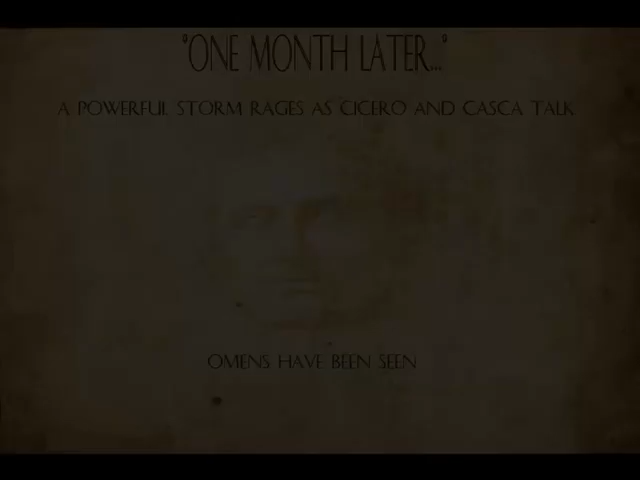 "ONE MONTH LATER..."
A POWERFUL STORM RAGES AS CICERO AND CASCA TALK
OMENS HAVE BEEN SEEN